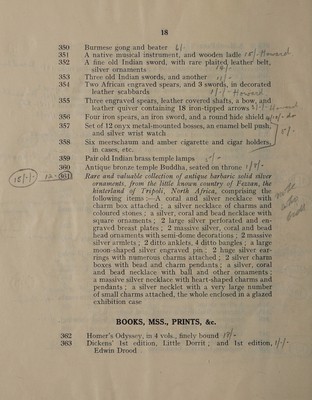 18
350 Burmese gong and beater 6/-
351 A native musical instrument, and wooden ladle Howard
352 A fine old Indian sword, with rare plaited leather belt,
silver ornaments
353 Three old Indian swords, and another
354 Two African engraved spears, and 3 swords, in decorated
leather scabbards Howard
355 Three engraved spears, leather covered shafts, a bow, and
leather quiver containing 18 iron-tipped arrows
356 Four iron spears, an iron sword, and a round hide shield
357 Set of 12 onyx metal-mounted bosses, an enamel bell push,
and silver wrist watch
358 Six meerschaum and amber cigarette and cigar holders,
in cases, etc.
359 Pair old Indian brass temple lamps
360 Antique bronze temple Buddha, seated on throne
361 Rare and valuable collection of antique barbaric solid silver
ornaments, from the little known country of Fezzan, the
hinterland of Tripoli, North Africa, comprising the
following items:—A coral and silver necklace with
charm box attached; a silver necklace of charms and
coloured stones; a silver, coral and bead necklace with
square ornaments; 2 large silver perforated and en-
graved breast plates; 2 massive silver, coral and bead
head ornaments with semi-dome decorations; 2 massive
silver armlets; 2 ditto anklets, 4 ditto bangles; a large
moon-shaped silver engraved pin; 2 huge silver ear-
rings with numerous charms attached; 2 silver charm
boxes with bead and charm pendants; a silver, coral
and bead necklace with ball and other ornaments;
a massive silver necklace with heart-shaped charms and
pendants; a silver necklet with a very large number
of small charms attached, the whole enclosed in a glazed
exhibition case
BOOKS, MSS., PRINTS, &c.
362 Homer's Odyssey, in 4 vols., finely bound
363 Dickens' 1st edition, Little Dorrit; and 1st edition,
Edwin Drood